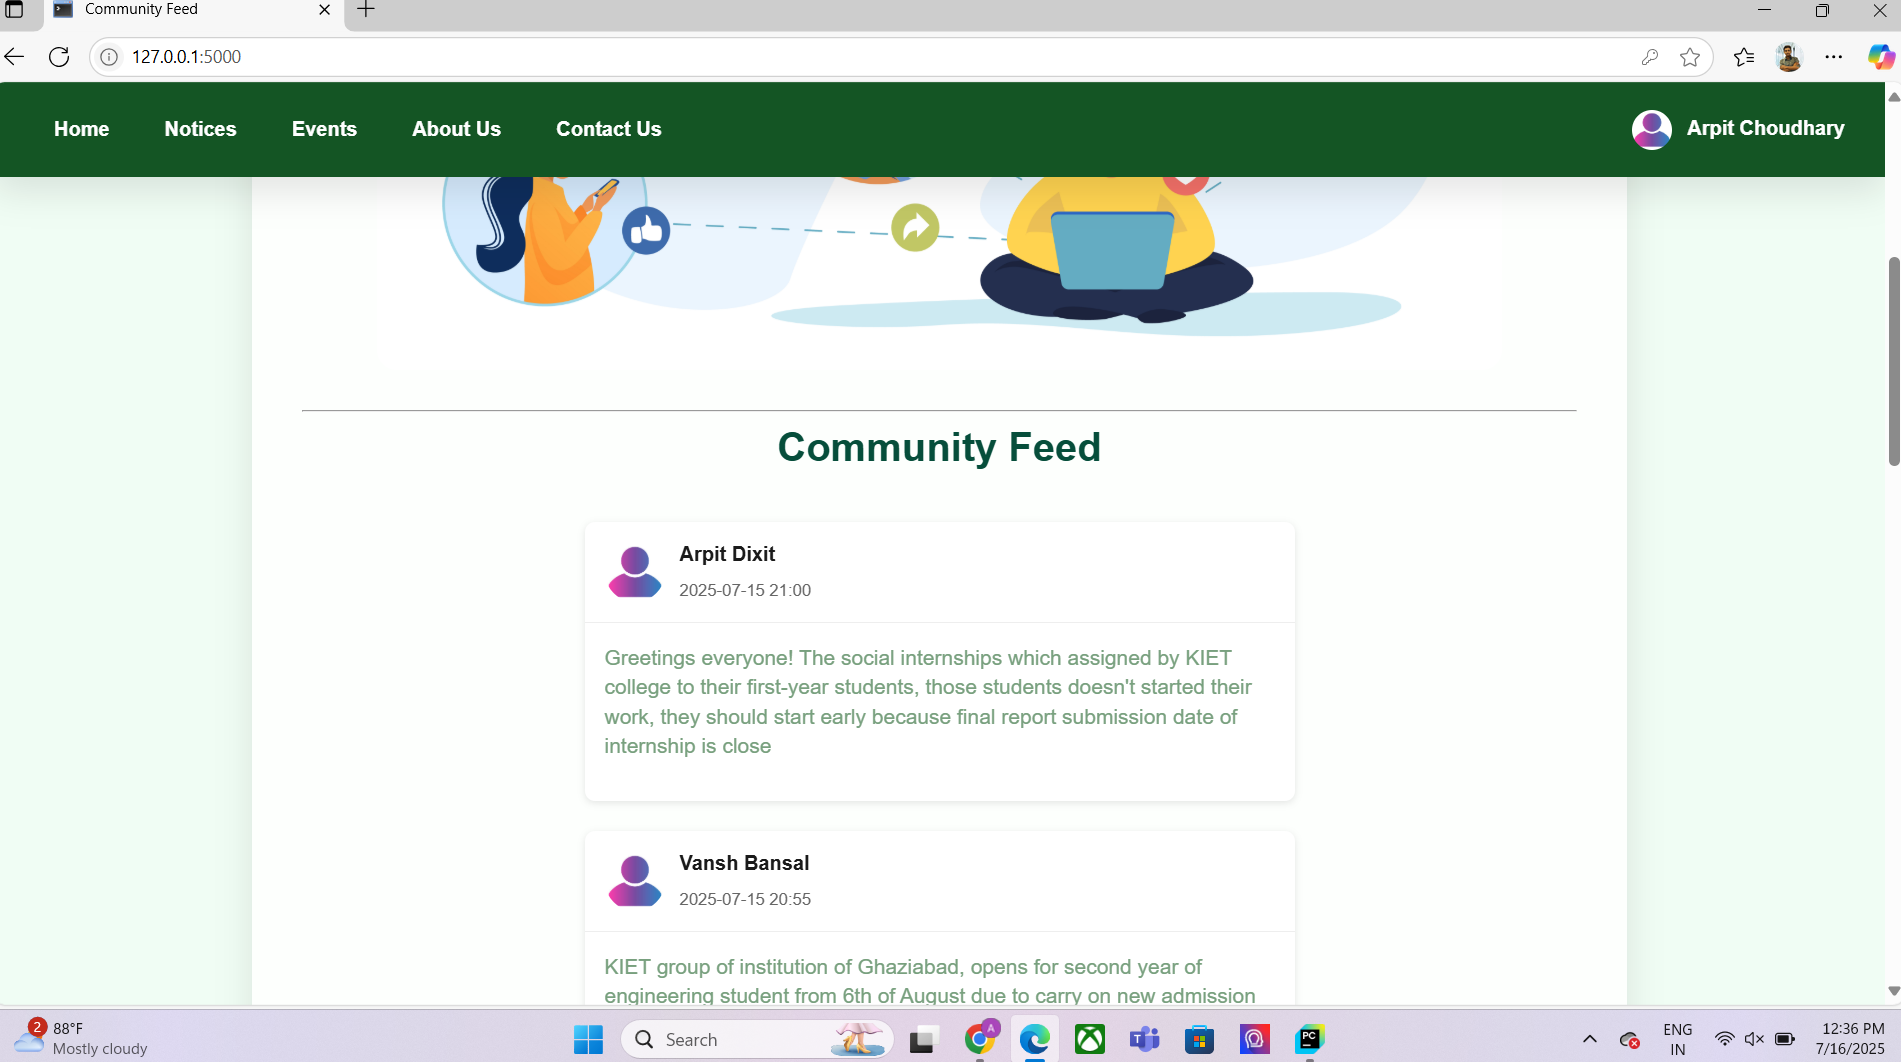 Community Feed
127.0.0.1:5000
Home Notices Events About Us Contact Us Arpit Choudhary
Community Feed
Arpit Dixit
2025-07-15 21:00
Greetings everyone! The social internships which assigned by KIET
college to their first-year students, those students doesn't started their
work, they should start early because final report submission date of
internship is close
Vansh Bansal
2025-07-15 20:55
KIET group of institution of Ghaziabad, opens for second year of
engineering student from 6th of August due to carry on new admission
2
88°F
Mostly cloudy
Search
A
T
PC
ENG
IN
12:36 PM
7/16/2025